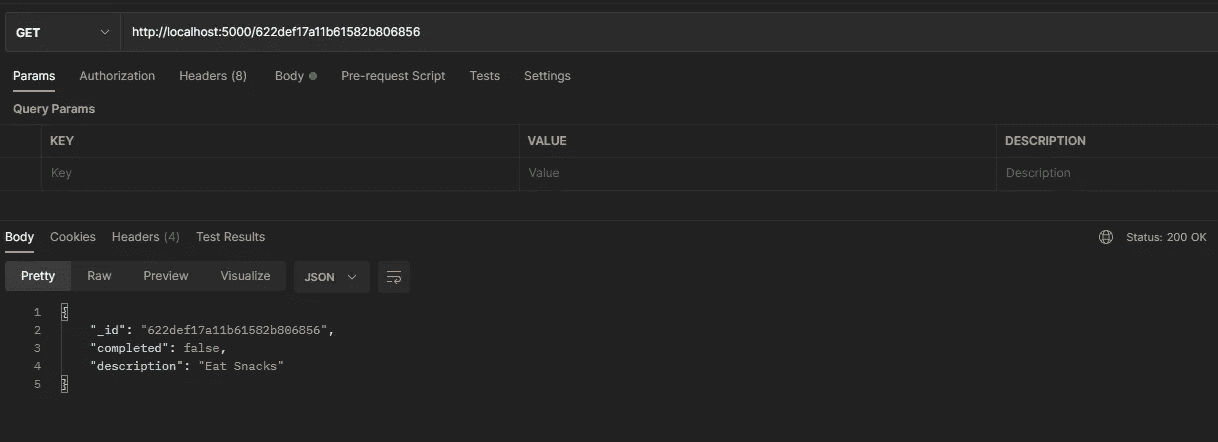 GET http://localhost:5000/622def17a11b61582b806856
Params Authorization Headers (8) Body Pre-request Script Tests Settings
Query Params
KEY VALUE DESCRIPTION
Key Value Description
Body Cookies Headers (4) Test Results Status: 200 OK
Pretty Raw Preview Visualize JSON
1 {
2 "_id": "622def17a11b61582b806856",
3 "completed": false,
4 "description": "Eat Snacks"
5 }